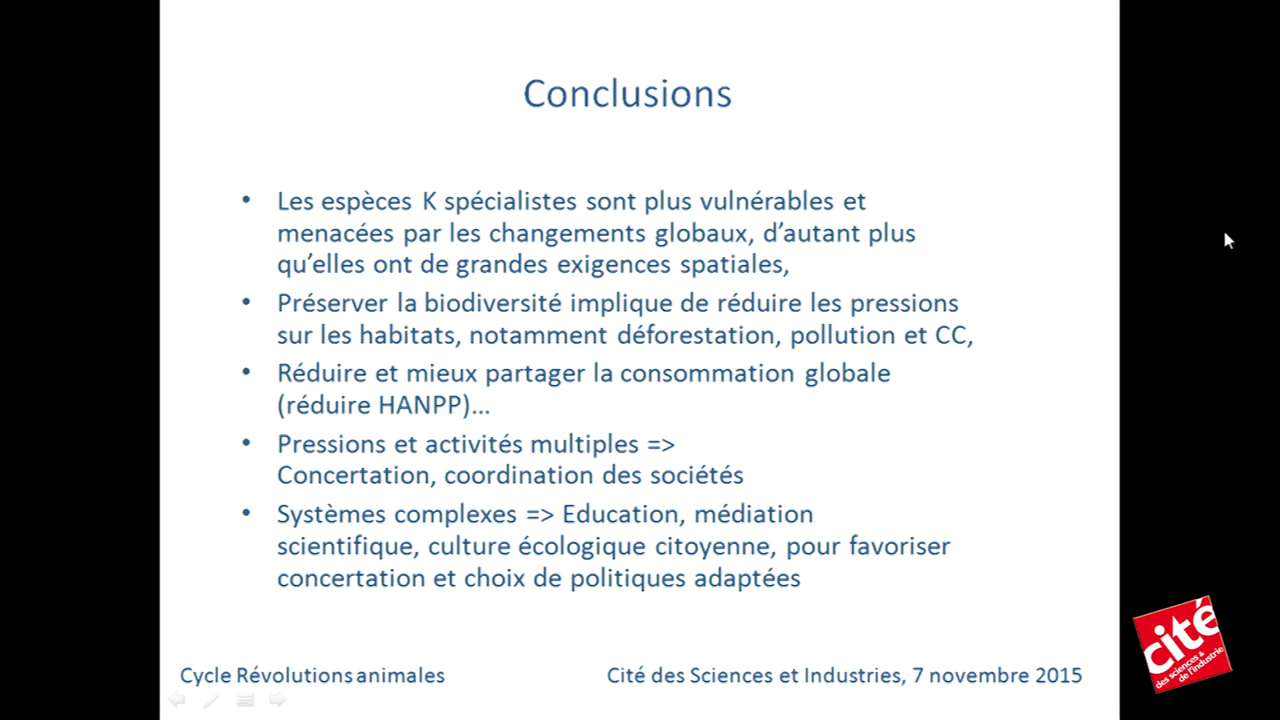 Conclusions
• Les espèces K spécialistes sont plus vulnérables et
menacées par les changements globaux, d’autant plus
qu’elles ont de grandes exigences spatiales,
• Préserver la biodiversité implique de réduire les pressions
sur les habitats, notamment déforestation, pollution et CC,
• Réduire et mieux partager la consommation globale
(réduire HANPP)…
• Pressions et activités multiples =>
Concertation, coordination des sociétés
• Systèmes complexes => Education, médiation
scientifique, culture écologique citoyenne, pour favoriser
concertation et choix de politiques adaptées
Cycle Révolutions animales
Cité des Sciences et Industries, 7 novembre 2015
cité
des sciences &
de l'industrie